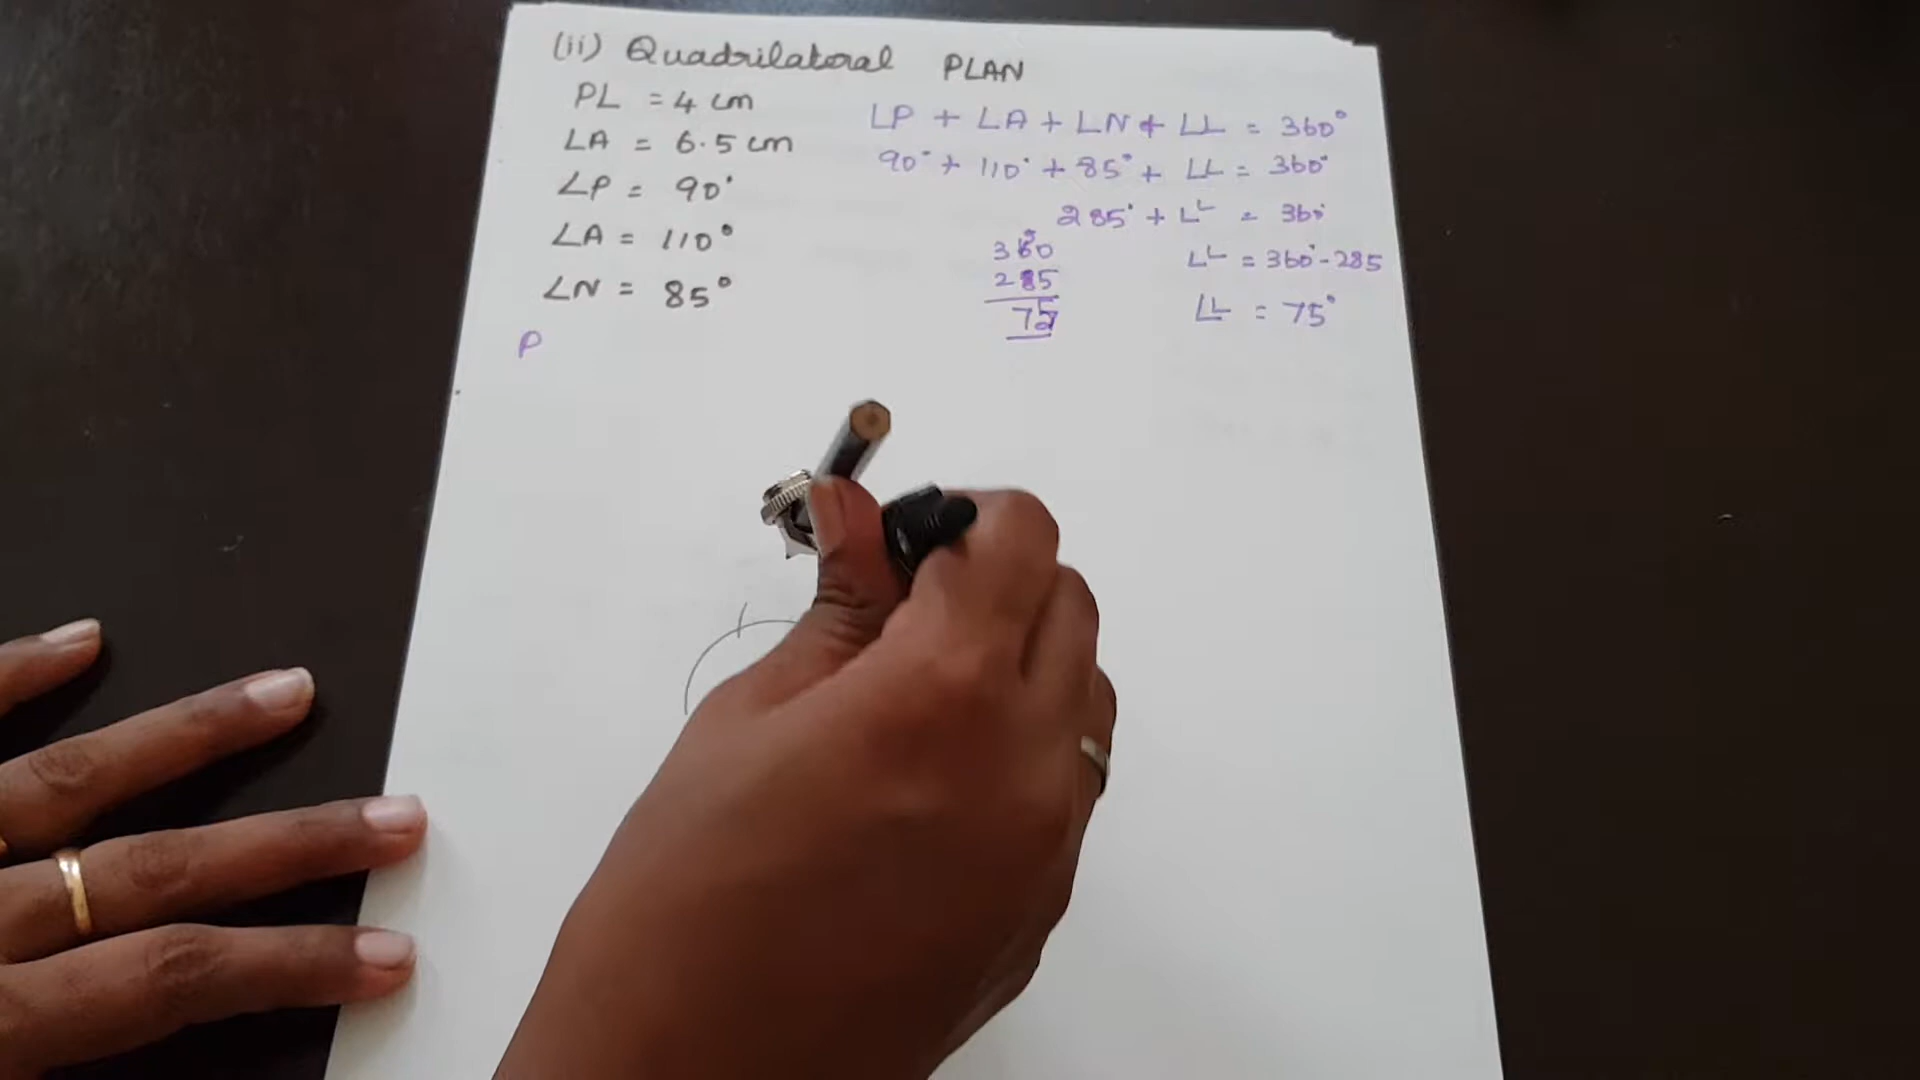 (ii) Quadrilateral PLAN
PL = 4 cm
LA = 6.5 cm
∠P = 90°
∠A = 110°
∠N = 85°
P
∠P + ∠A + ∠N + ∠L = 360°
90° + 110° + 85° + ∠L = 360°
285° + ∠L = 360°
∠L = 360° - 285
∠L = 75°
360
285
75